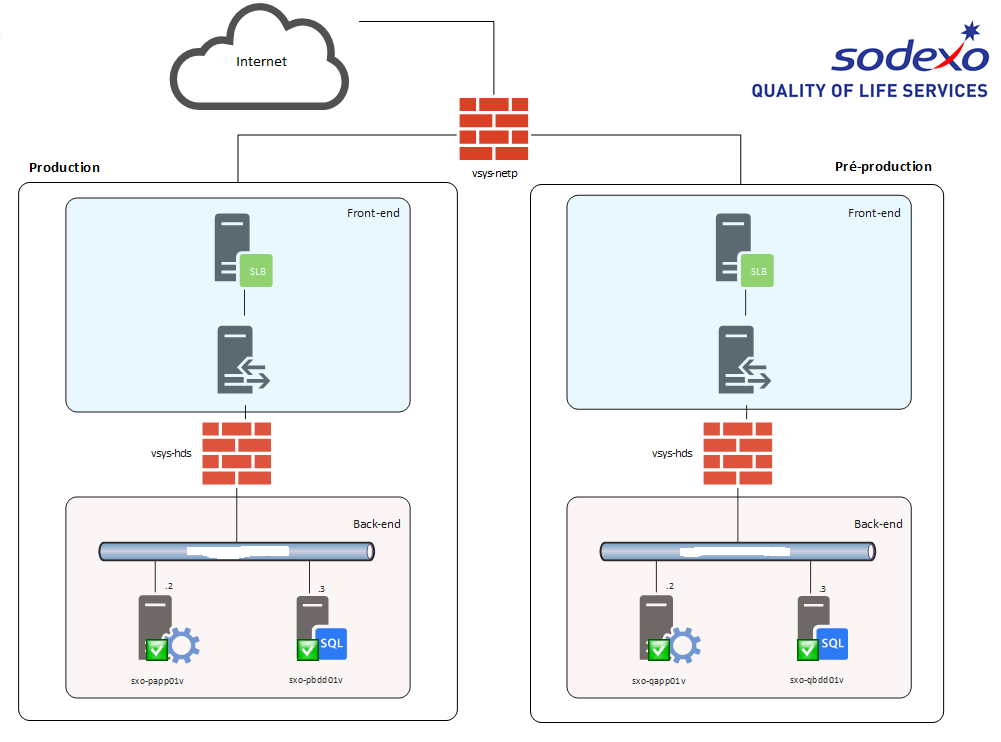 Internet
sodexo
QUALITY OF LIFE SERVICES
vsys-netp
Production
Pré-production
Front-end
SLB
vsys-hds
Back-end
.2
.3
SQL
sxo-papp01v
sxo-pbdd01v
Front-end
SLB
vsys-hds
Back-end
.2
.3
SQL
sxo-qapp01v
sxo-qbdd01v